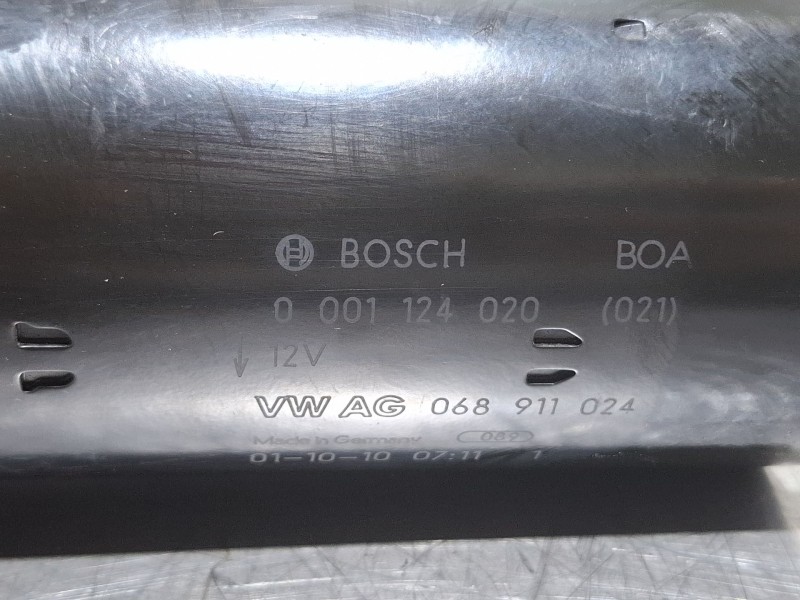 BOSCH BOA
0 001 124 020 (021)
12V
VW AG 068 911 024
Made in Germany 089
01-10-10 07:11 1